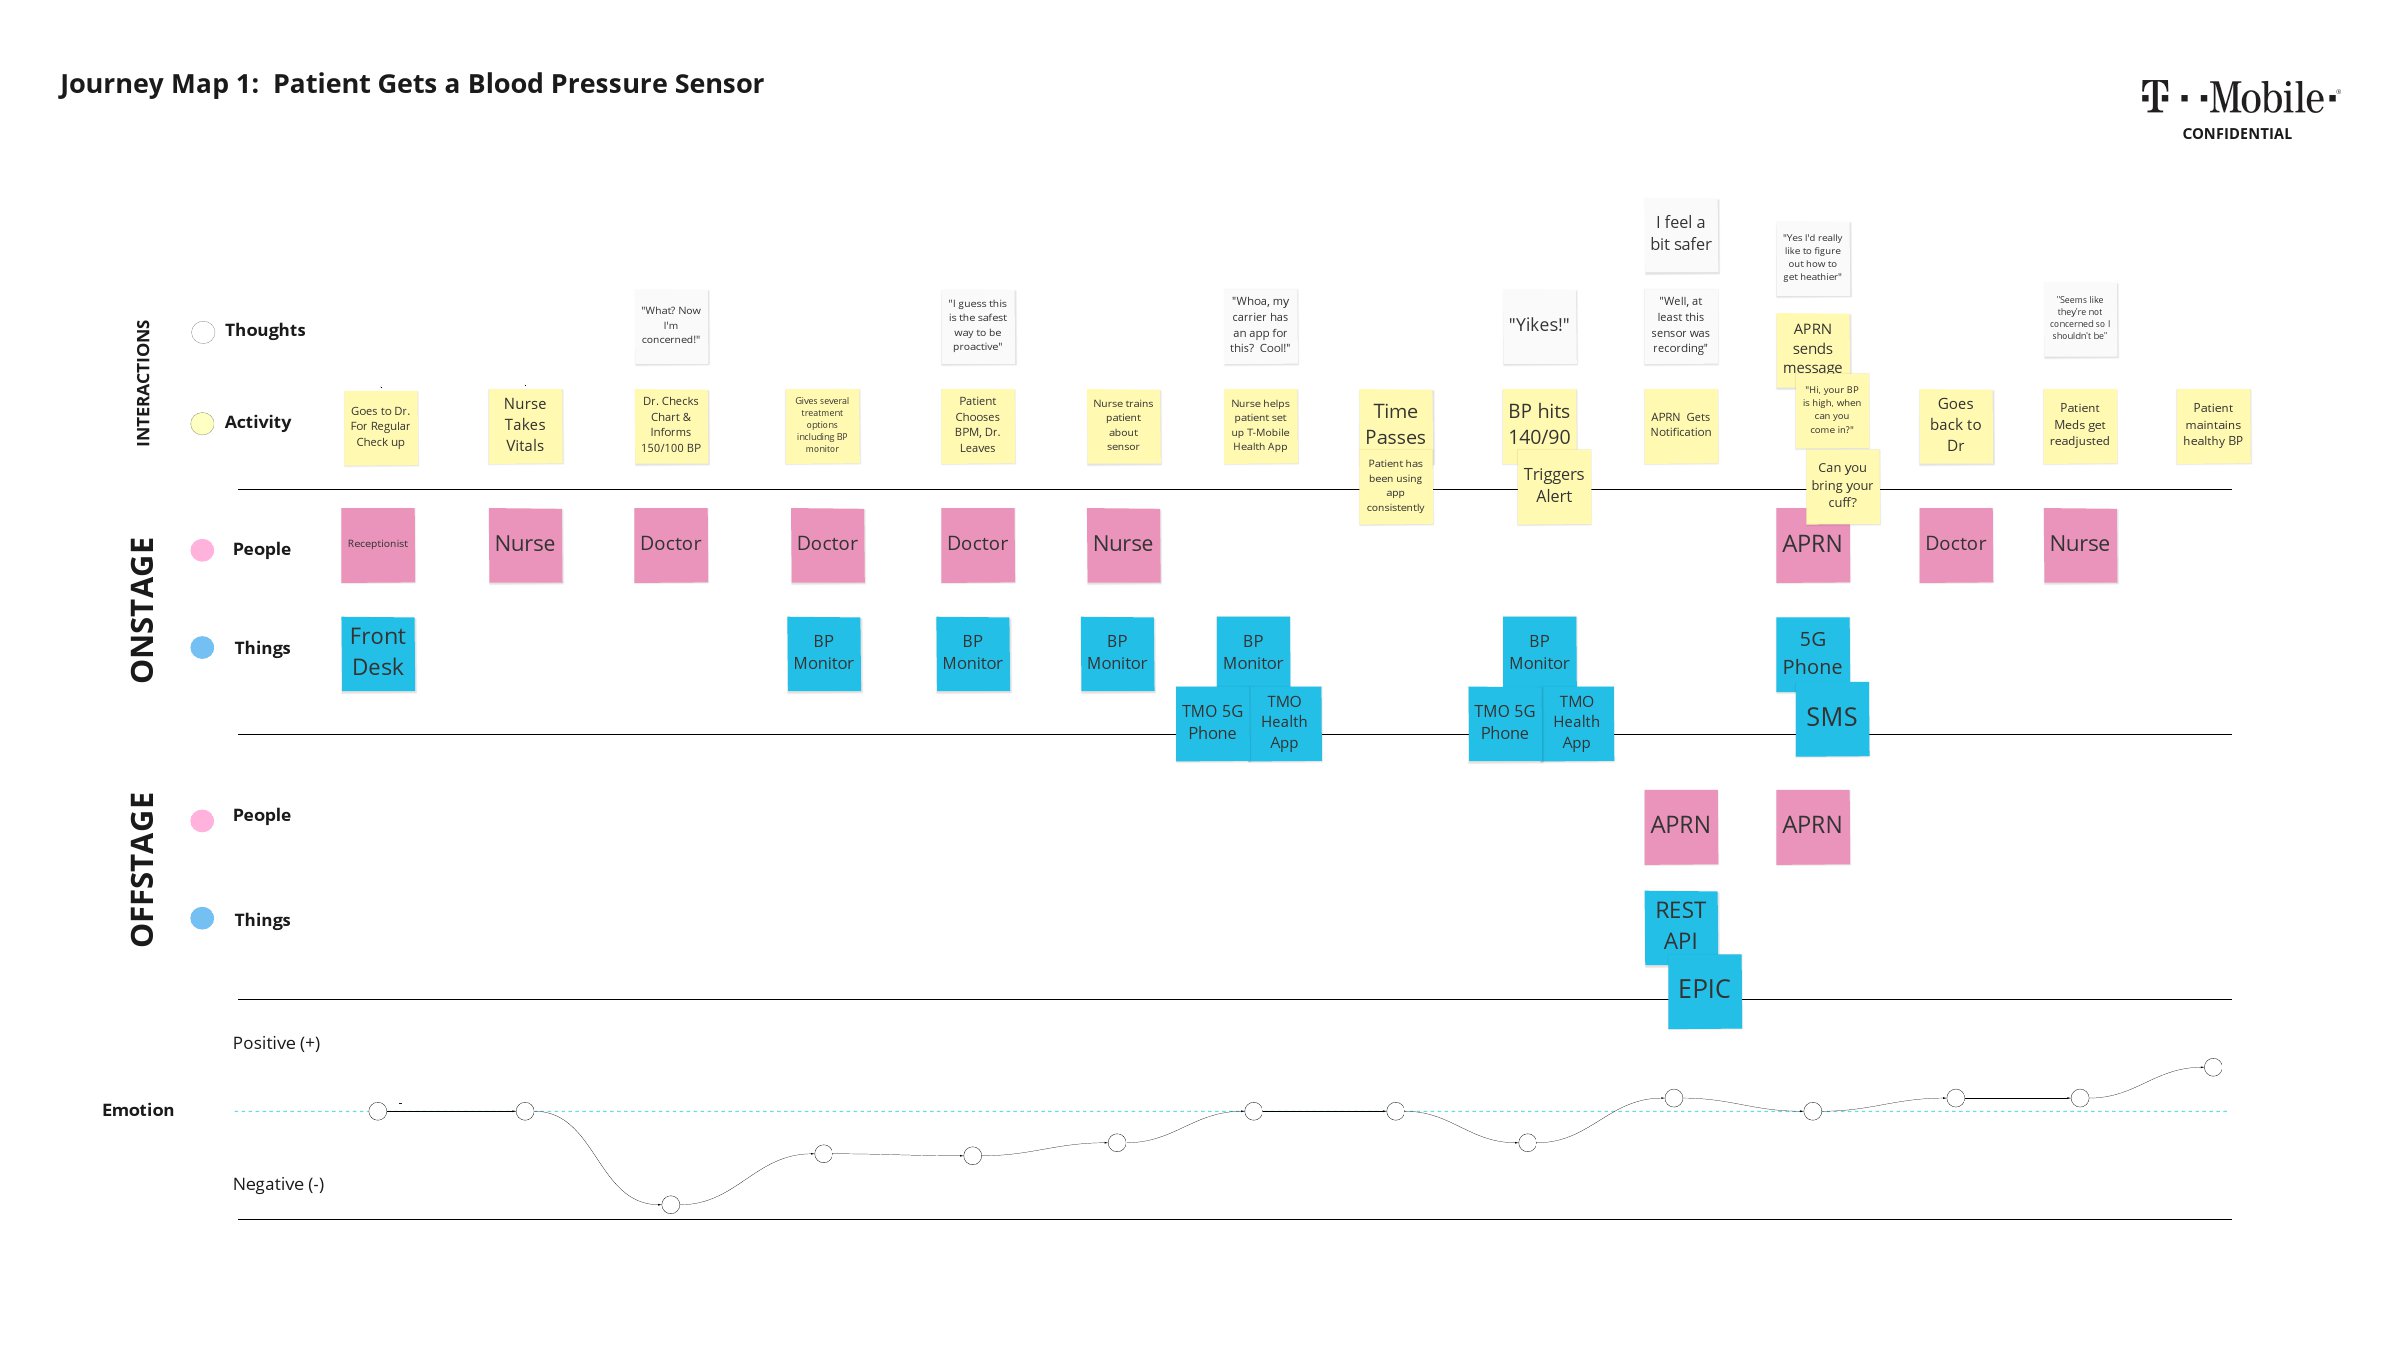 Journey Map 1:  Patient Gets a Blood Pressure Sensor
T··Mobile·®
CONFIDENTIAL
INTERACTIONS
Thoughts
"What? Now
I'm
concerned!"
"I guess this
is the safest
way to be
proactive"
"Whoa, my
carrier has
an app for
this?  Cool!"
"Yikes!"
I feel a
bit safer
"Well, at
least this
sensor was
recording"
"Yes I'd really
like to figure
out how to
get heathier"
"Seems like
they're not
concerned so I
shouldn't be"
Activity
Goes to Dr.
For Regular
Check up
Nurse
Takes
Vitals
Dr. Checks
Chart &
Informs
150/100 BP
Gives several
treatment
options
including BP
monitor
Patient
Chooses
BPM, Dr.
Leaves
Nurse trains
patient
about
sensor
Nurse helps
patient set
up T-Mobile
Health App
Time
Passes
Patient has
been using
app
consistently
BP hits
140/90
Triggers
Alert
APRN  Gets
Notification
APRN
sends
message
"Hi, your BP
is high, when
can you
come in?"
Can you
bring your
cuff?
Goes
back to
Dr
Patient
Meds get
readjusted
Patient
maintains
healthy BP
ONSTAGE
People
Receptionist
Nurse
Doctor
Doctor
Doctor
Nurse
APRN
Doctor
Nurse
Things
Front
Desk
BP
Monitor
BP
Monitor
BP
Monitor
BP
Monitor
TMO 5G
Phone
TMO
Health
App
BP
Monitor
TMO 5G
Phone
TMO
Health
App
5G
Phone
SMS
OFFSTAGE
People
APRN
APRN
Things
REST
API
EPIC
Positive (+)
Emotion
Negative (-)